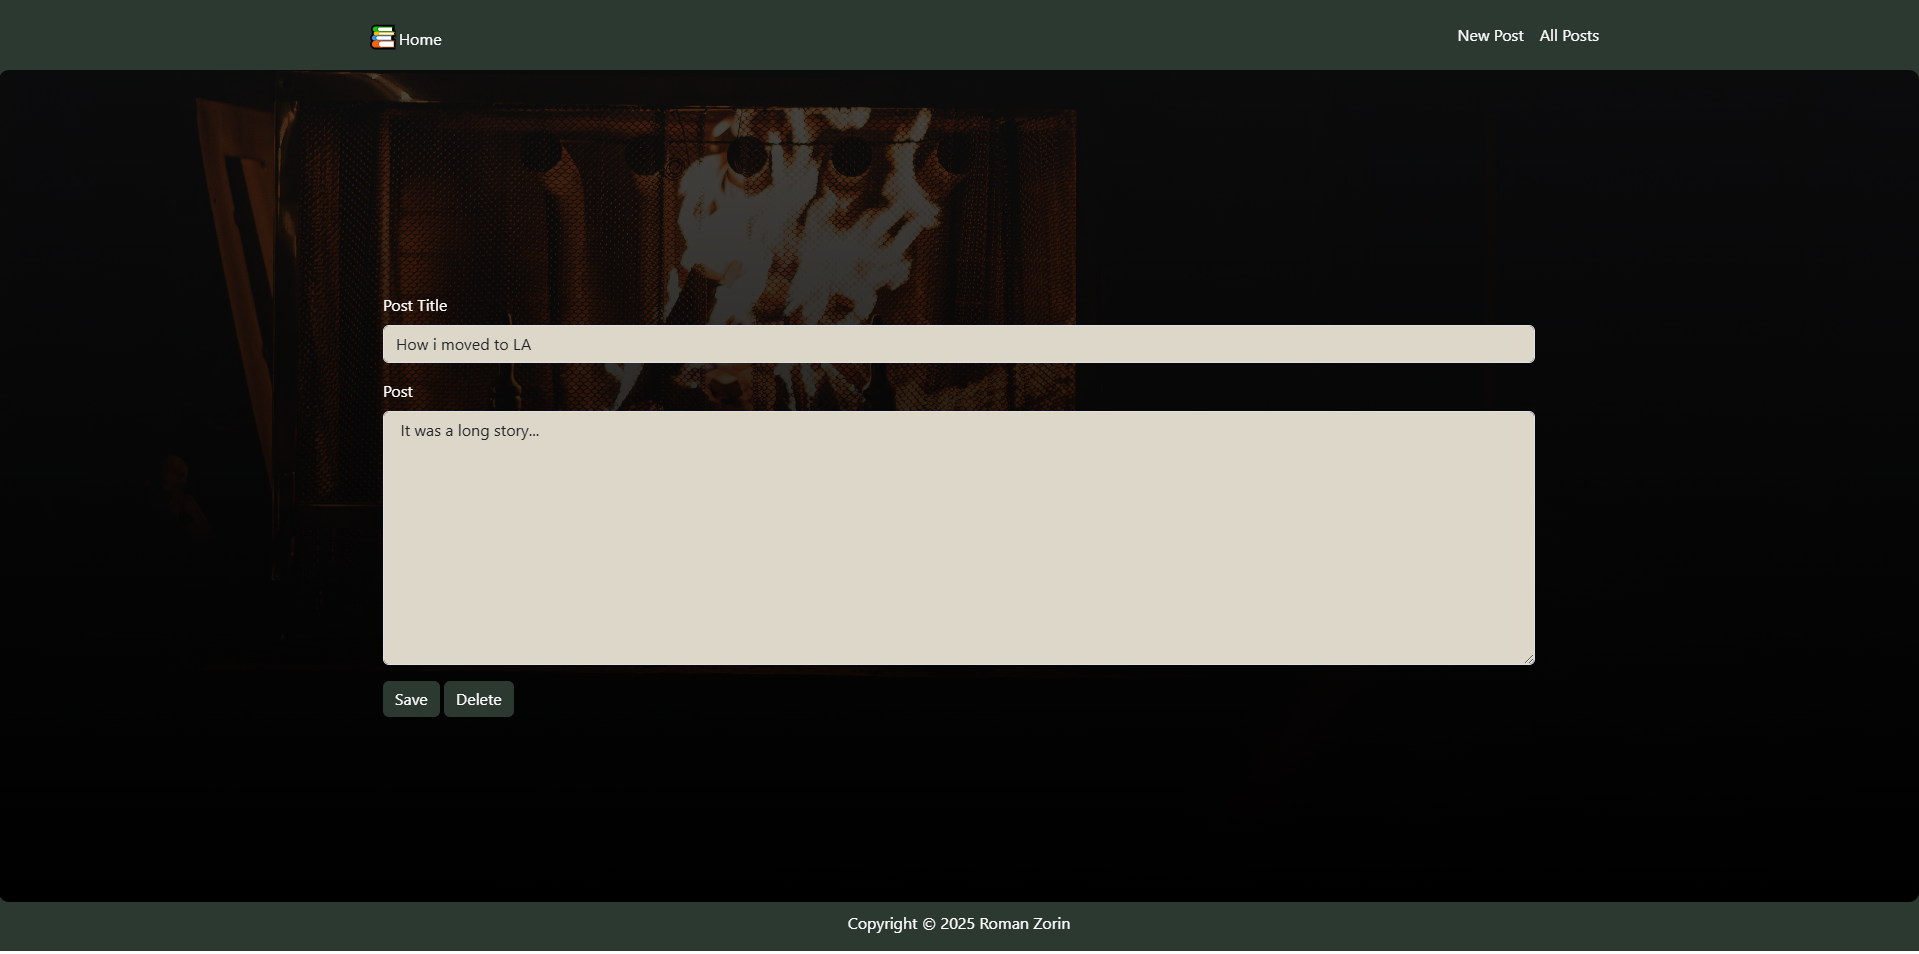 Home
New Post
All Posts
Post Title
How i moved to LA
Post
It was a long story...
Save
Delete
Copyright © 2025 Roman Zorin